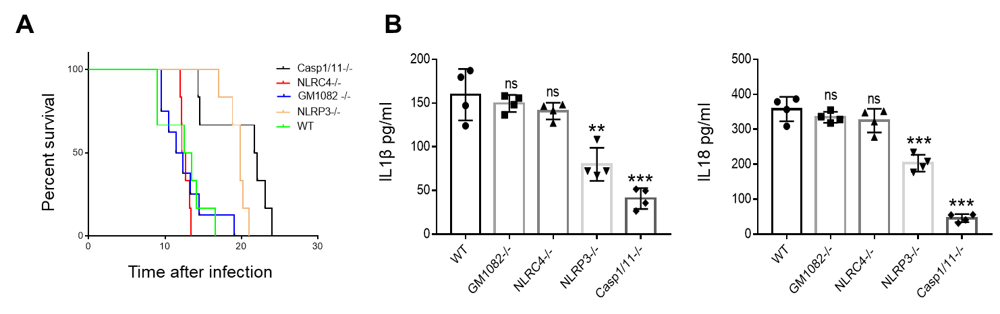 A
100
50
0
0
10
20
30
Percent survival
Time after infection
Casp1/11-/-
NLRC4-/-
GM1082 -/-
NLRP3-/-
WT
B
200
150
100
50
0
IL1β pg/ml
ns
ns
**
***
WT
GM1082-/-
NLRC4-/-
NLRP3-/-
Casp1/11-/-
500
400
300
200
100
0
IL18 pg/ml
ns
ns
***
***
WT
GM1082-/-
NLRC4-/-
NLRP3-/-
Casp1/11-/-